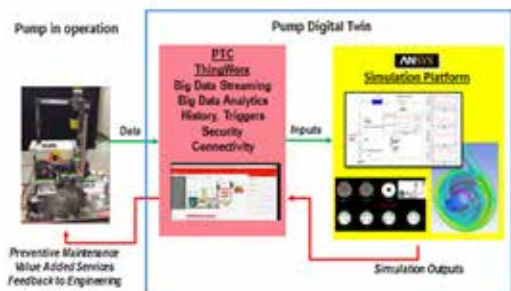 Pump in operation
Pump Digital Twin
PTC
ThingWorx
Big Data Streaming
Big Data Analytics
History, Triggers
Security
Connectivity
ANSYS
Simulation Platform
Data
Inputs
Preventive Maintenance
Value Added Services
Feedback to Engineering
Simulation Outputs